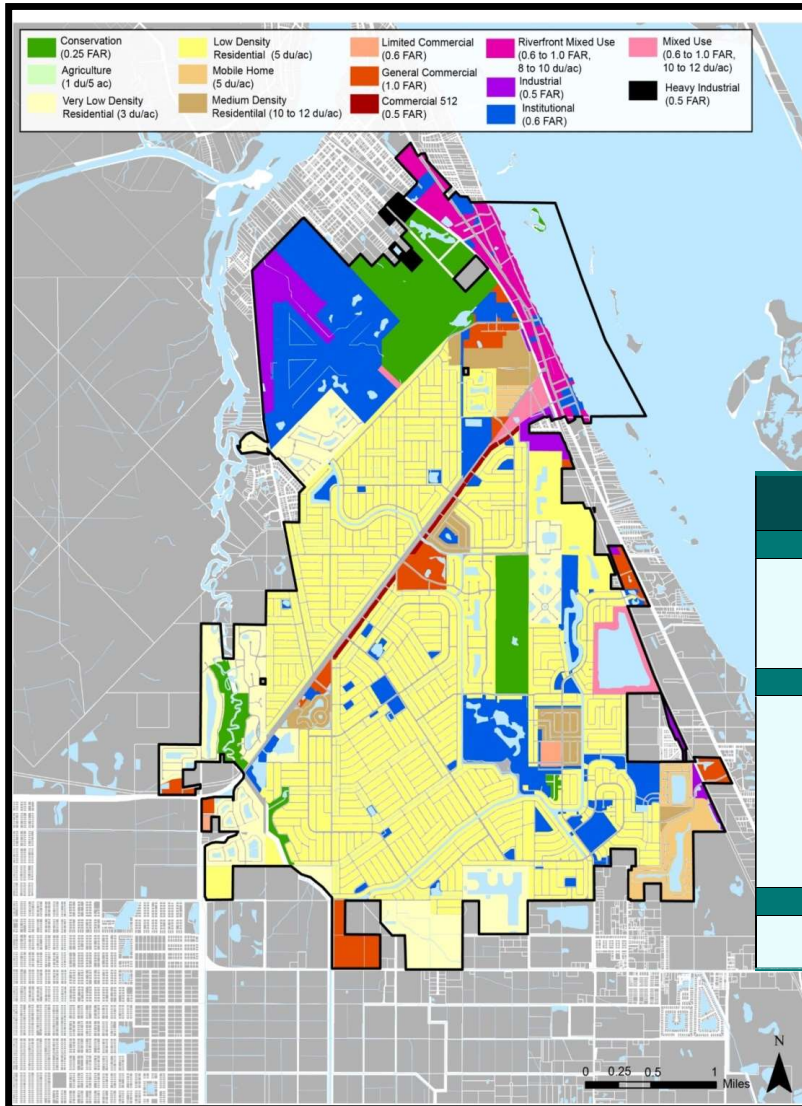 Conservation
(0.25 FAR)
Agriculture
(1 du/5 ac)
Very Low Density
Residential (3 du/ac)
Low Density
Residential (5 du/ac)
Mobile Home
(5 du/ac)
Medium Density
Residentilal (10 to 12 du/ac)
Limited Commercial
(0.6 FAR)
General Commercial
(1.0 FAR)
Commercial 512
(0.5 FAR)
Riverfront Mixed Use
(0.6 to 1.0 FAR,
8 to 10 du/ac)
Industrial
(0.5 FAR)
Institutional
(0.6 FAR)
Mixed Use
(0.6 to 1.0 FAR,
10 to 12 du/ac)
Heavy Industrial
(0.5 FAR)
N
0 0.25 0.5 1
Miles